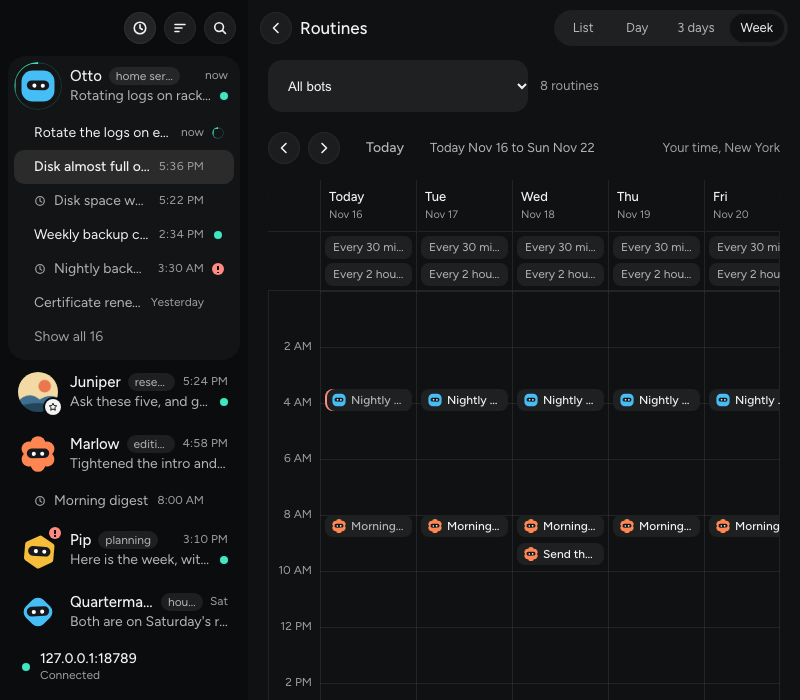 Otto home ser... now
Rotating logs on rack...
Rotate the logs on e... now
Disk almost full o... 5:36 PM
Disk space w... 5:22 PM
Weekly backup c... 2:34 PM
Nightly back... 3:30 AM
Certificate rene... Yesterday
Show all 16
Juniper rese... 5:24 PM
Ask these five, and g...
Marlow editi... 4:58 PM
Tightened the intro and...
Morning digest 8:00 AM
Pip planning 3:10 PM
Here is the week, wit...
Quarterma... hou... Sat
Both are on Saturday's r...
127.0.0.1:18789
Connected
Routines
List Day 3 days Week
All bots 8 routines
Today Today Nov 16 to Sun Nov 22 Your time, New York
Today Tue Wed Thu Fri
Nov 16 Nov 17 Nov 18 Nov 19 Nov 20
Every 30 mi... Every 30 mi... Every 30 mi... Every 30 mi... Every 30 mi
Every 2 hou... Every 2 hou... Every 2 hou... Every 2 hou... Every 2 hou
2 AM
4 AM Nightly ... Nightly ... Nightly ... Nightly ... Nightly .
6 AM
8 AM
Morning... Morning... Morning... Morning... Morning
Send th...
10 AM
12 PM
2 PM